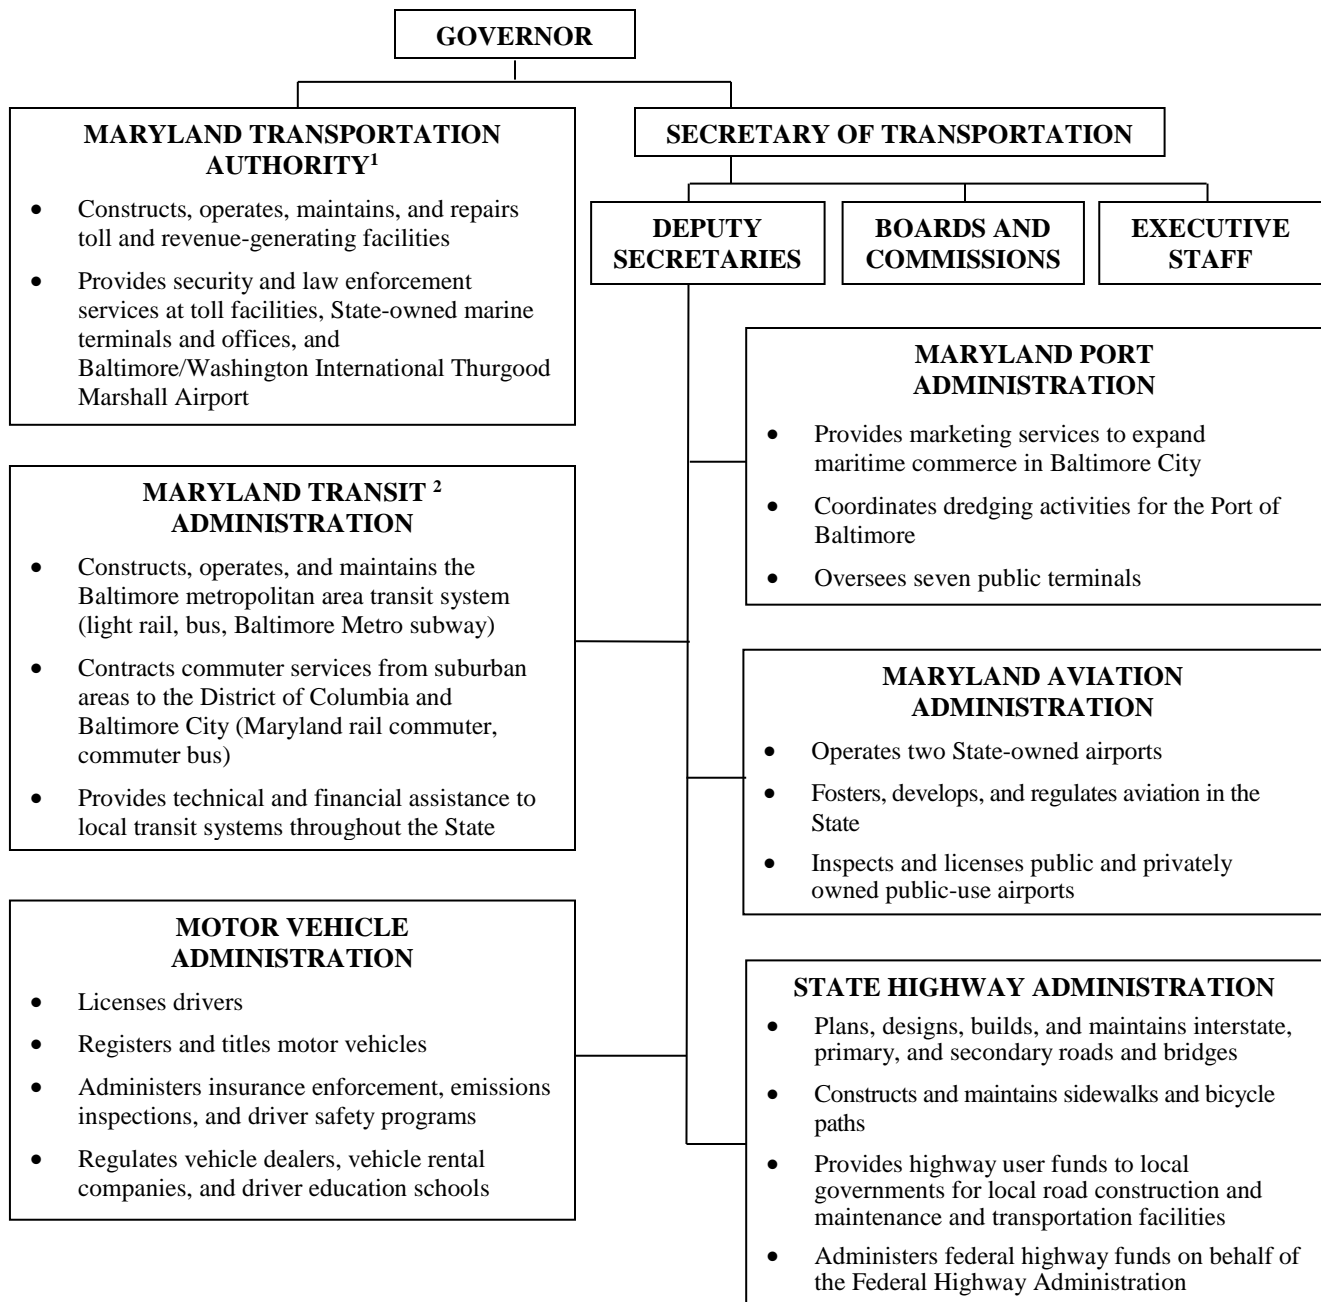 GOVERNOR
MARYLAND TRANSPORTATION
AUTHORITY¹
• Constructs, operates, maintains, and repairs
toll and revenue-generating facilities
• Provides security and law enforcement
services at toll facilities, State-owned marine
terminals and offices, and
Baltimore/Washington International Thurgood
Marshall Airport
SECRETARY OF TRANSPORTATION
DEPUTY
SECRETARIES
BOARDS AND
COMMISSIONS
EXECUTIVE
STAFF
MARYLAND PORT
ADMINISTRATION
• Provides marketing services to expand
maritime commerce in Baltimore City
• Coordinates dredging activities for the Port of
Baltimore
• Oversees seven public terminals
MARYLAND TRANSIT ²
ADMINISTRATION
• Constructs, operates, and maintains the
Baltimore metropolitan area transit system
(light rail, bus, Baltimore Metro subway)
• Contracts commuter services from suburban
areas to the District of Columbia and
Baltimore City (Maryland rail commuter,
commuter bus)
• Provides technical and financial assistance to
local transit systems throughout the State
MARYLAND AVIATION
ADMINISTRATION
• Operates two State-owned airports
• Fosters, develops, and regulates aviation in the
State
• Inspects and licenses public and privately
owned public-use airports
MOTOR VEHICLE
ADMINISTRATION
• Licenses drivers
• Registers and titles motor vehicles
• Administers insurance enforcement, emissions
inspections, and driver safety programs
• Regulates vehicle dealers, vehicle rental
companies, and driver education schools
STATE HIGHWAY ADMINISTRATION
• Plans, designs, builds, and maintains interstate,
primary, and secondary roads and bridges
• Constructs and maintains sidewalks and bicycle
paths
• Provides highway user funds to local
governments for local road construction and
maintenance and transportation facilities
• Administers federal highway funds on behalf of
the Federal Highway Administration